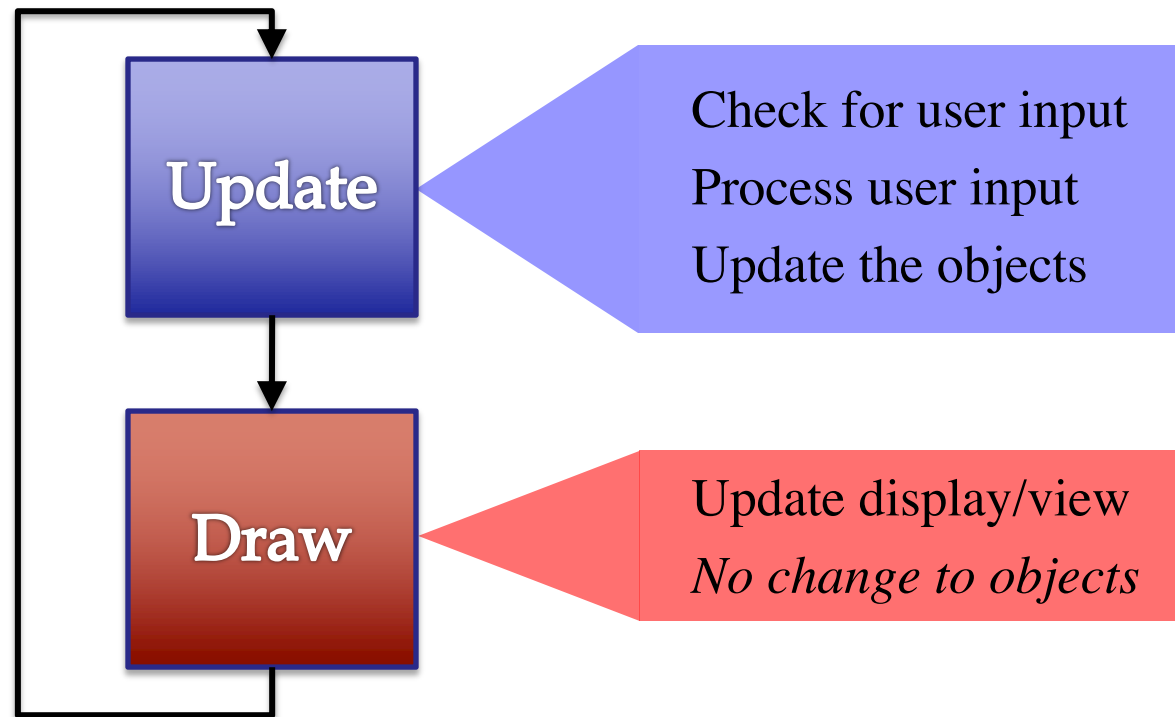 Update
Check for user input
Process user input
Update the objects
Draw
Update display/view
No change to objects